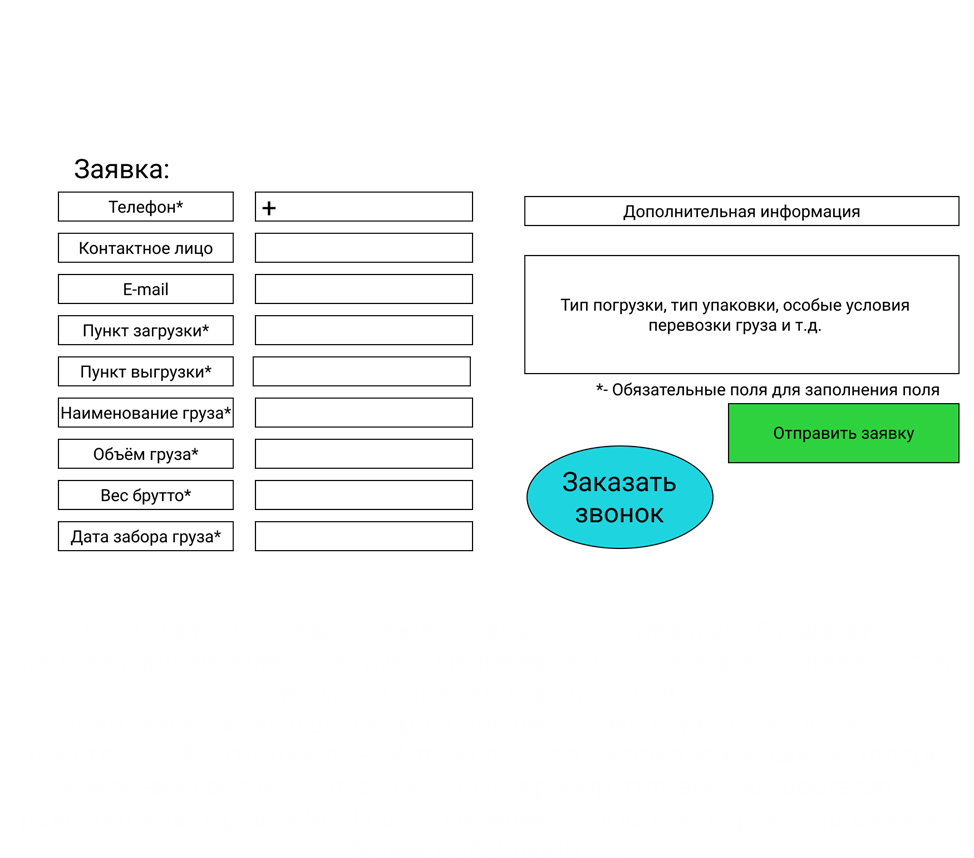 Заявка:
Телефон*
+
Контактное лицо
E-mail
Пункт загрузки*
Пункт выгрузки*
Наименование груза*
Объём груза*
Вес брутто*
Дата забора груза*
Дополнительная информация
Тип погрузки, тип упаковки, особые условия
перевозки груза и т.д.
*- Обязательные поля для заполнения поля
Отправить заявку
Заказать
звонок